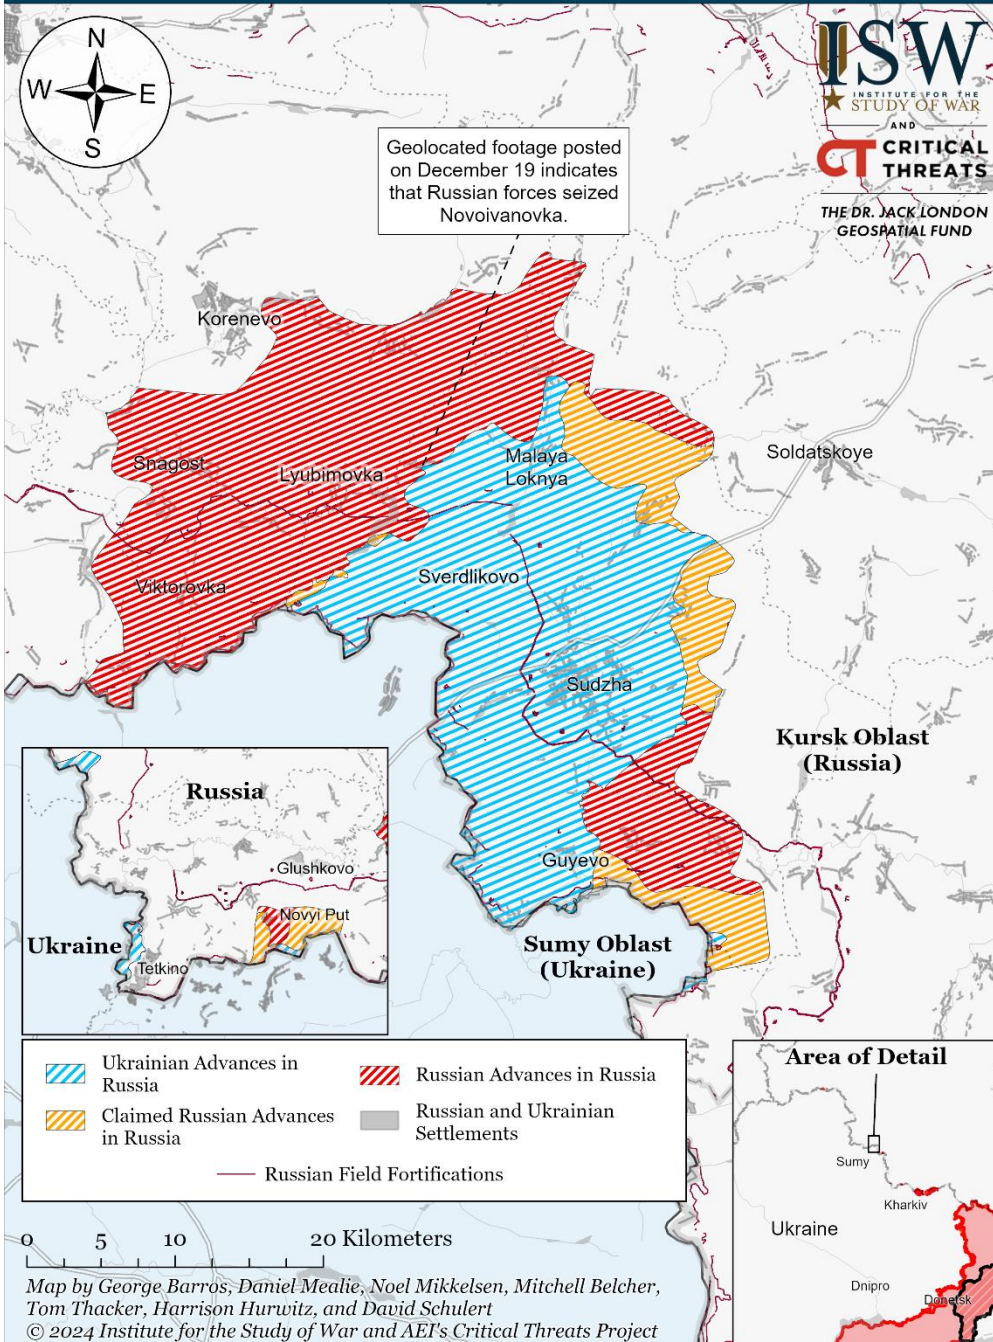 N
W
E
S
ISW
INSTITUTE FOR THE
STUDY OF WAR
AND
CT CRITICAL
THREATS
THE DR. JACK LONDON
GEOSPATIAL FUND
Geolocated footage posted
on December 19 indicates
that Russian forces seized
Novoivanovka.
Korenevo
Snagost
Lyubimovka
Malaya
Loknya
Soldatskoye
Viktorovka
Sverdlikovo
Sudzha
Kursk Oblast
(Russia)
Guyevo
Sumy Oblast
(Ukraine)
Russia
Glushkovo
Novyi Put
Ukraine
Tetkino
Ukrainian Advances in
Russia
Russian Advances in Russia
Claimed Russian Advances
in Russia
Russian and Ukrainian
Settlements
Russian Field Fortifications
Area of Detail
Sumy
Kharkiv
Ukraine
Dnipro
Donetsk
0 5 10 20 Kilometers
Map by George Barros, Daniel Mealie, Noel Mikkelsen, Mitchell Belcher,
Tom Thacker, Harrison Hurwitz, and David Schulert
© 2024 Institute for the Study of War and AEI's Critical Threats Project